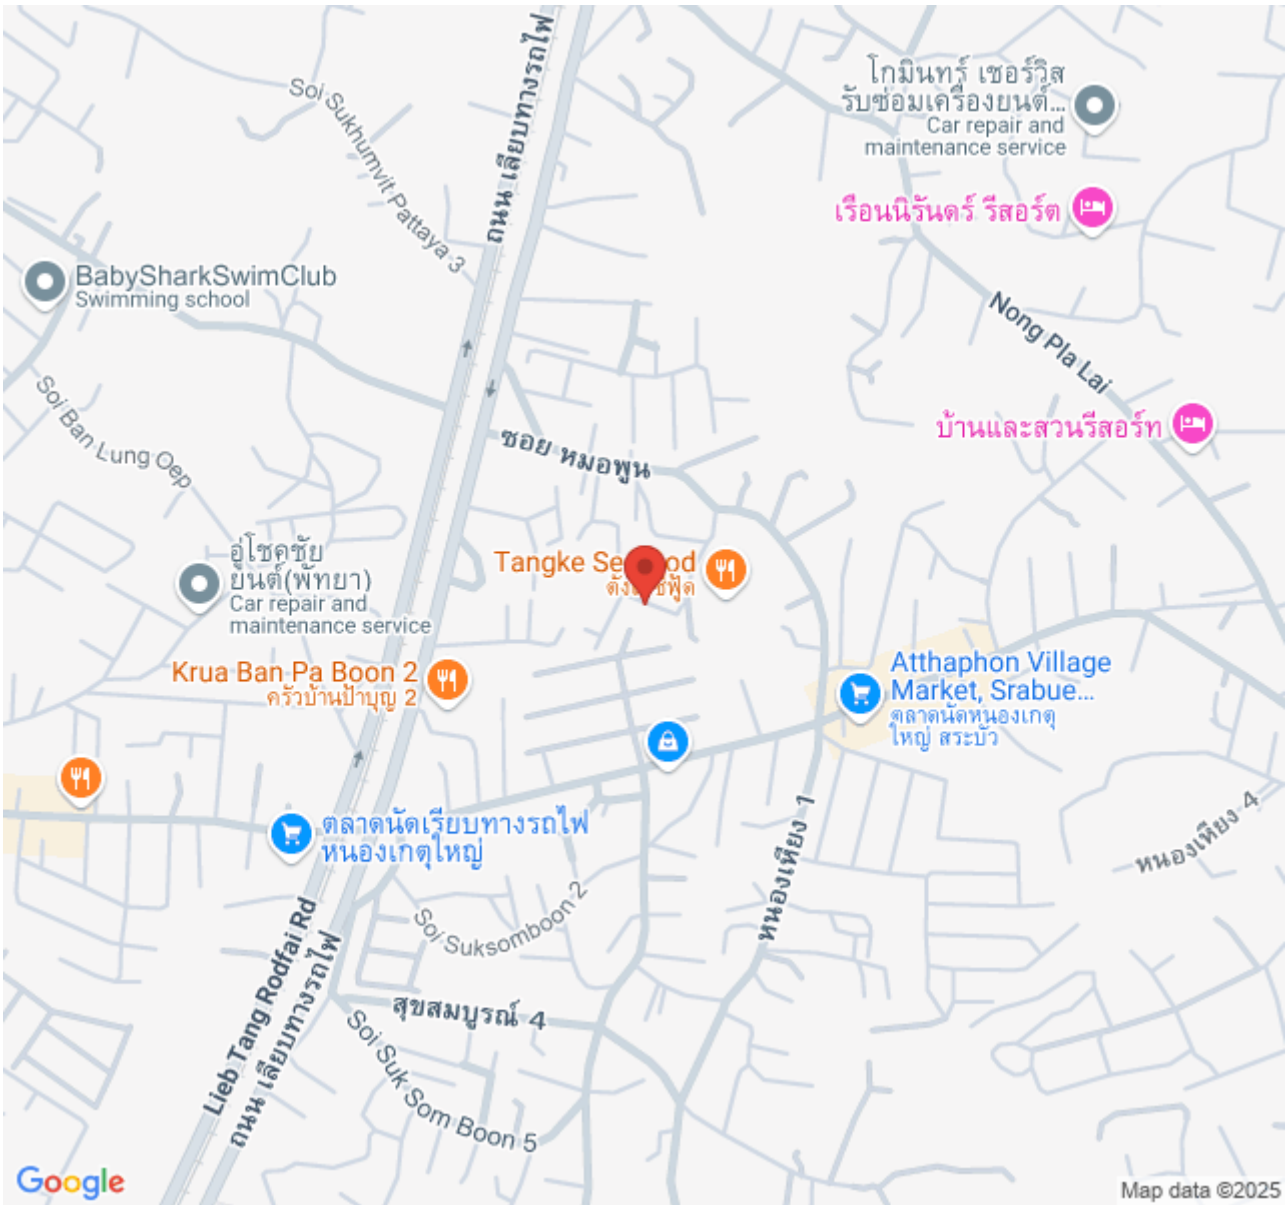 ถนน เลียบทางรถไฟ
Soi Sukhumvit Pattaya 3
โกมินทร์ เซอร์วิส
รับซ่อมเครื่องยนต์...
Car repair and
maintenance service
เรือนนิรันดร์ รีสอร์ต
BabySharkSwimClub
Swimming school
Nong Pla Lai
Soi Ban Lung Oep
บ้านและสวนรีสอร์ท
ซอย หมอพูน
อู่โชคชัย
ยนต์(พัทยา)
Car repair and
maintenance service
Tangke
ซีฟู้ด
Krua Ban Pa Boon 2
ครัวบ้านป้าบุญ 2
Atthaphon Village
Market, Srabue...
ตลาดนัดหนองเกตุ
ใหญ่ สระบัว
ตลาดนัดเรียบทางรถไฟ
หนองเกตุใหญ่
หนองเหียง 1
หนองเหียง 4
Soi Suksomboon 2
Lieb Tang Rodfai Rd
ถนน เลียบทางรถไฟ
สุขสมบูรณ์ 4
Soi Suk Som Boon 5
Google
Map data ©2025